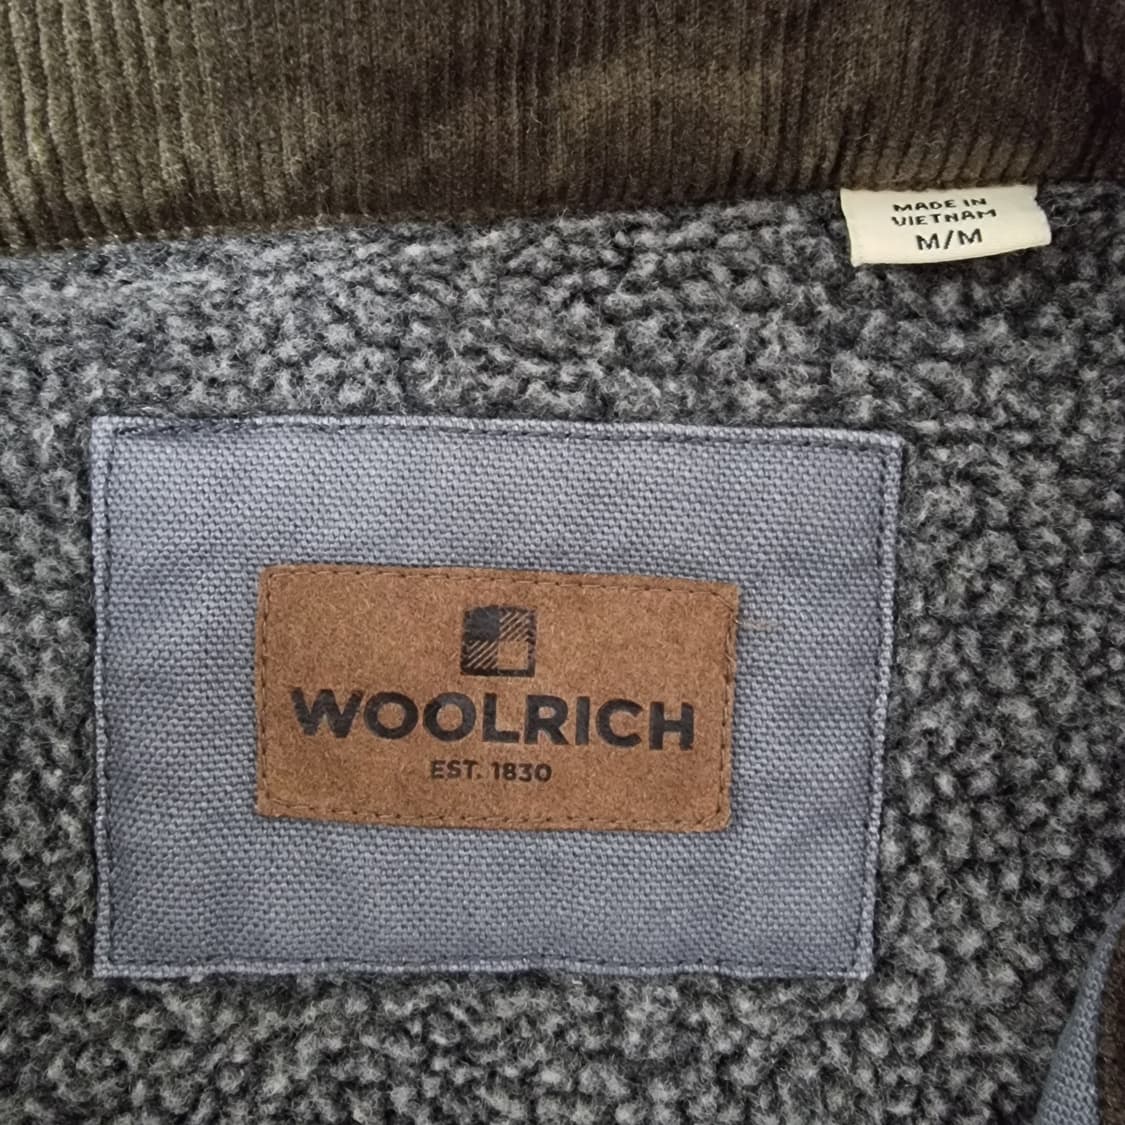 MADE IN
VIETNAM
M/M
WOOLRICH
EST. 1830